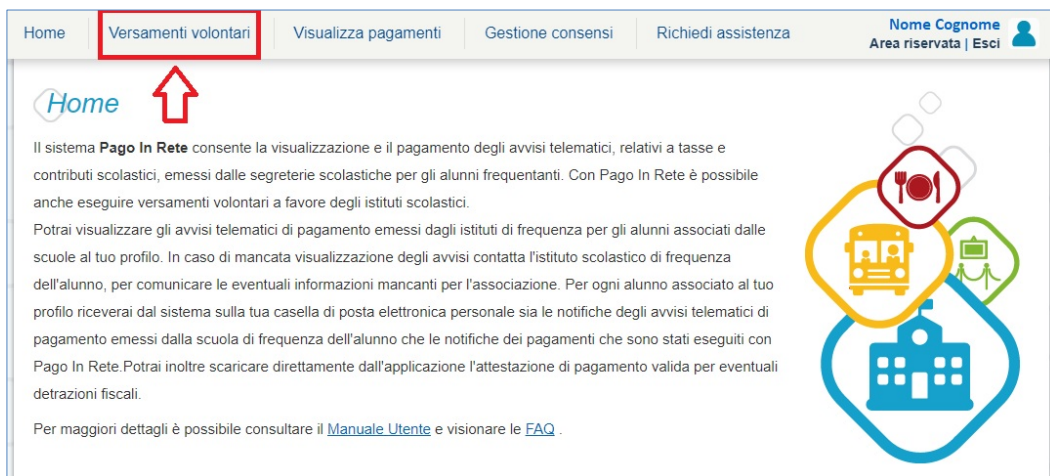 Home Versamenti volontari Visualizza pagamenti Gestione consensi Richiedi assistenza Nome Cognome
Area riservata | Esci
Home
Il sistema Pago In Rete consente la visualizzazione e il pagamento degli avvisi telematici, relativi a tasse e
contributi scolastici, emessi dalle segreterie scolastiche per gli alunni frequentanti. Con Pago In Rete è possibile
anche eseguire versamenti volontari a favore degli istituti scolastici.
Potrai visualizzare gli avvisi telematici di pagamento emessi dagli istituti di frequenza per gli alunni associati dalle
scuole al tuo profilo. In caso di mancata visualizzazione degli avvisi contatta l'istituto scolastico di frequenza
dell'alunno, per comunicare le eventuali informazioni mancanti per l'associazione. Per ogni alunno associato al tuo
profilo riceverai dal sistema sulla tua casella di posta elettronica personale sia le notifiche degli avvisi telematici di
pagamento emessi dalla scuola di frequenza dell'alunno che le notifiche dei pagamenti che sono stati eseguiti con
Pago In Rete.Potrai inoltre scaricare direttamente dall'applicazione l'attestazione di pagamento valida per eventuali
detrazioni fiscali.
Per maggiori dettagli è possibile consultare il Manuale Utente e visionare le FAQ .